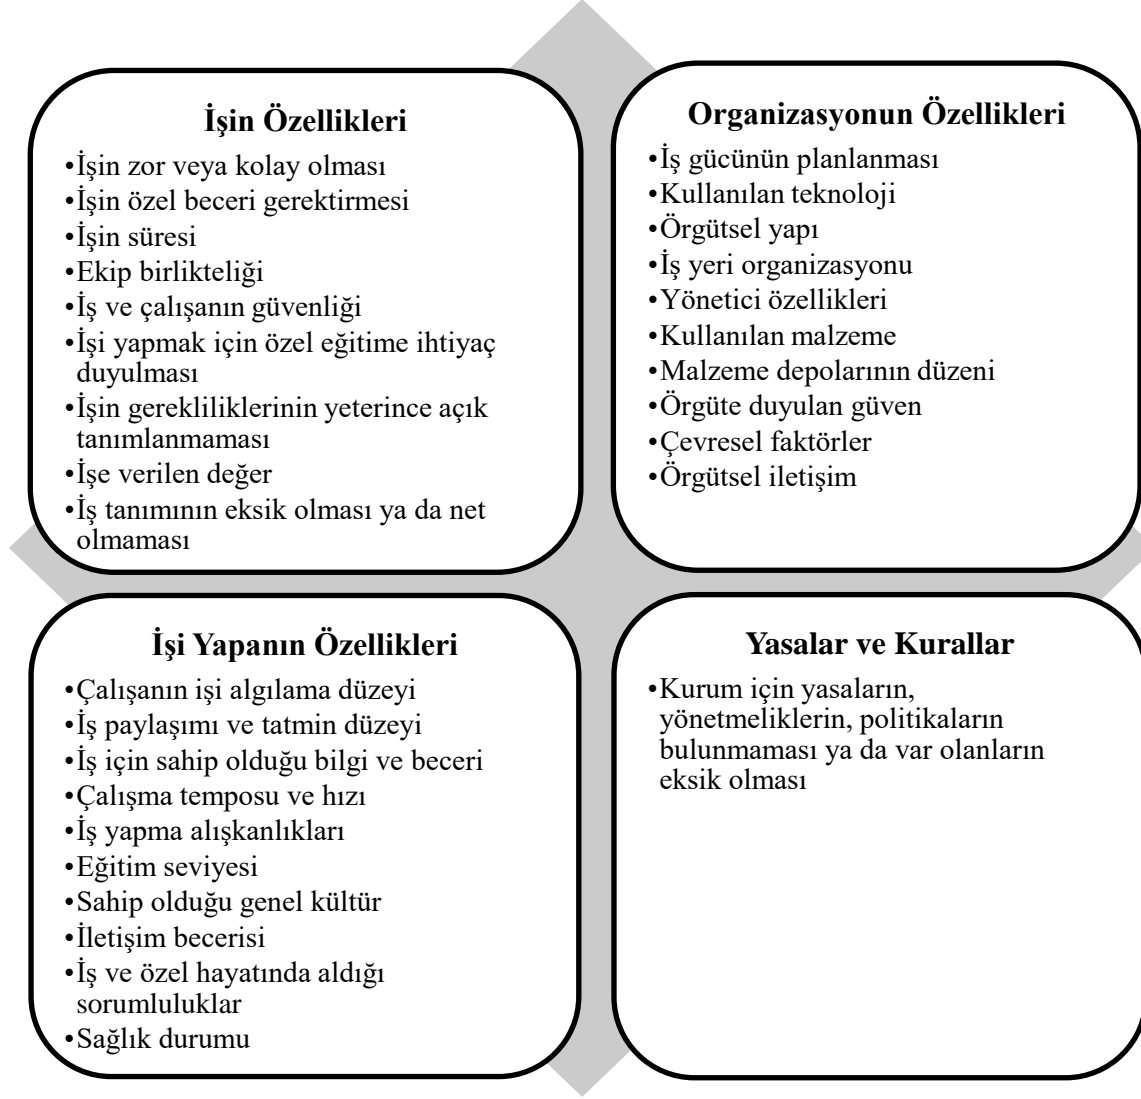 İşin Özellikleri
•İşin zor veya kolay olması
•İşin özel beceri gerektirmesi
•İşin süresi
•Ekip birlikteliği
•İş ve çalışanın güvenliği
•İşi yapmak için özel eğitime ihtiyaç
duyulması
•İşin gerekliliklerinin yeterince açık
tanımlanmaması
•İşe verilen değer
•İş tanımının eksik olması ya da net
olmaması
Organizasyonun Özellikleri
•İş gücünün planlanması
•Kullanılan teknoloji
•Örgütsel yapı
•İş yeri organizasyonu
•Yönetici özellikleri
•Kullanılan malzeme
•Malzeme depolarının düzeni
•Örgüte duyulan güven
•Çevresel faktörler
•Örgütsel iletişim
İşi Yapanın Özellikleri
•Çalışanın işi algılama düzeyi
•İş paylaşımı ve tatmin düzeyi
•İş için sahip olduğu bilgi ve beceri
•Çalışma temposu ve hızı
•İş yapma alışkanlıkları
•Eğitim seviyesi
•Sahip olduğu genel kültür
•İletişim becerisi
•İş ve özel hayatında aldığı
sorumluluklar
•Sağlık durumu
Yasalar ve Kurallar
•Kurum için yasaların,
yönetmeliklerin, politikaların
bulunmaması ya da var olanların
eksik olması